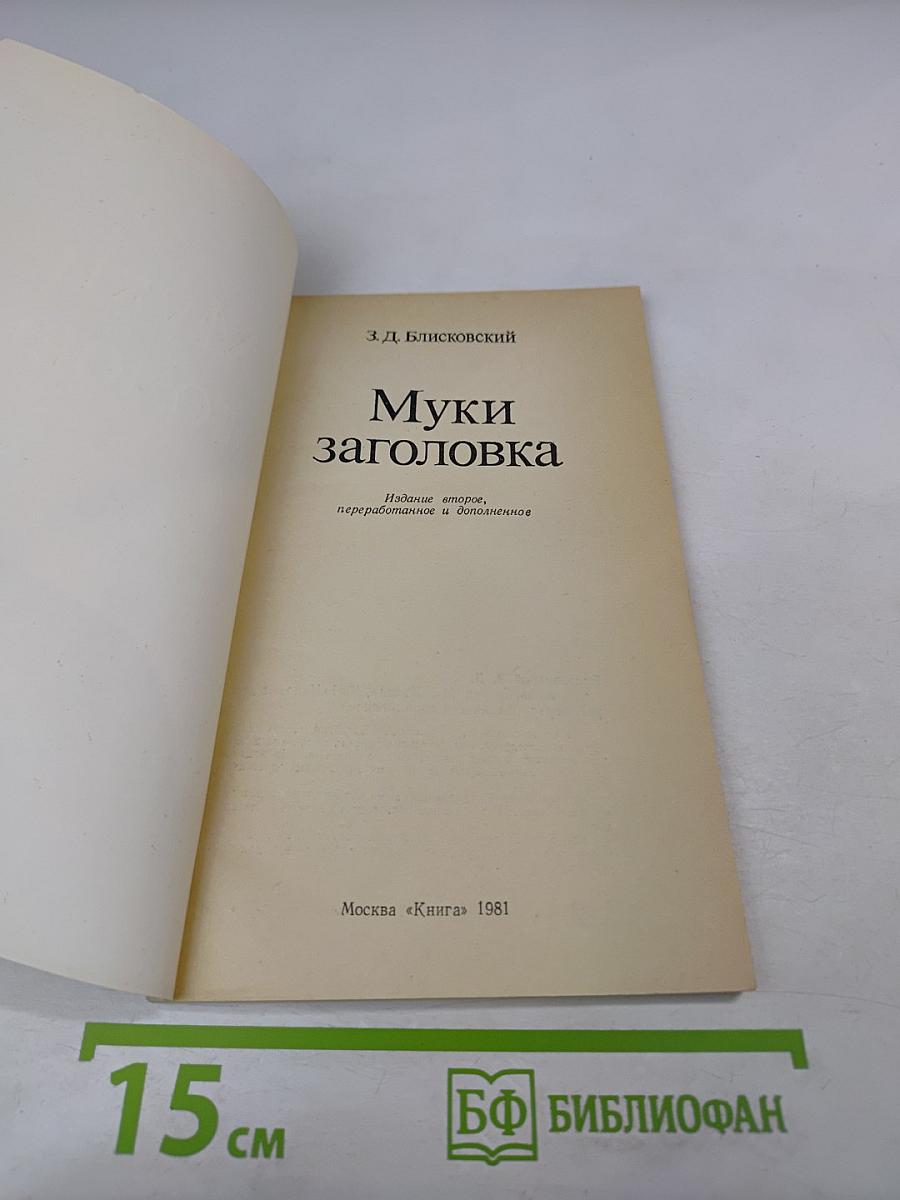 З. Д. Блисковский
Муки
заголовка
Издание второе,
переработанное и дополненное
Москва «Книга» 1981
15 см
БФ БИБЛИОФАН